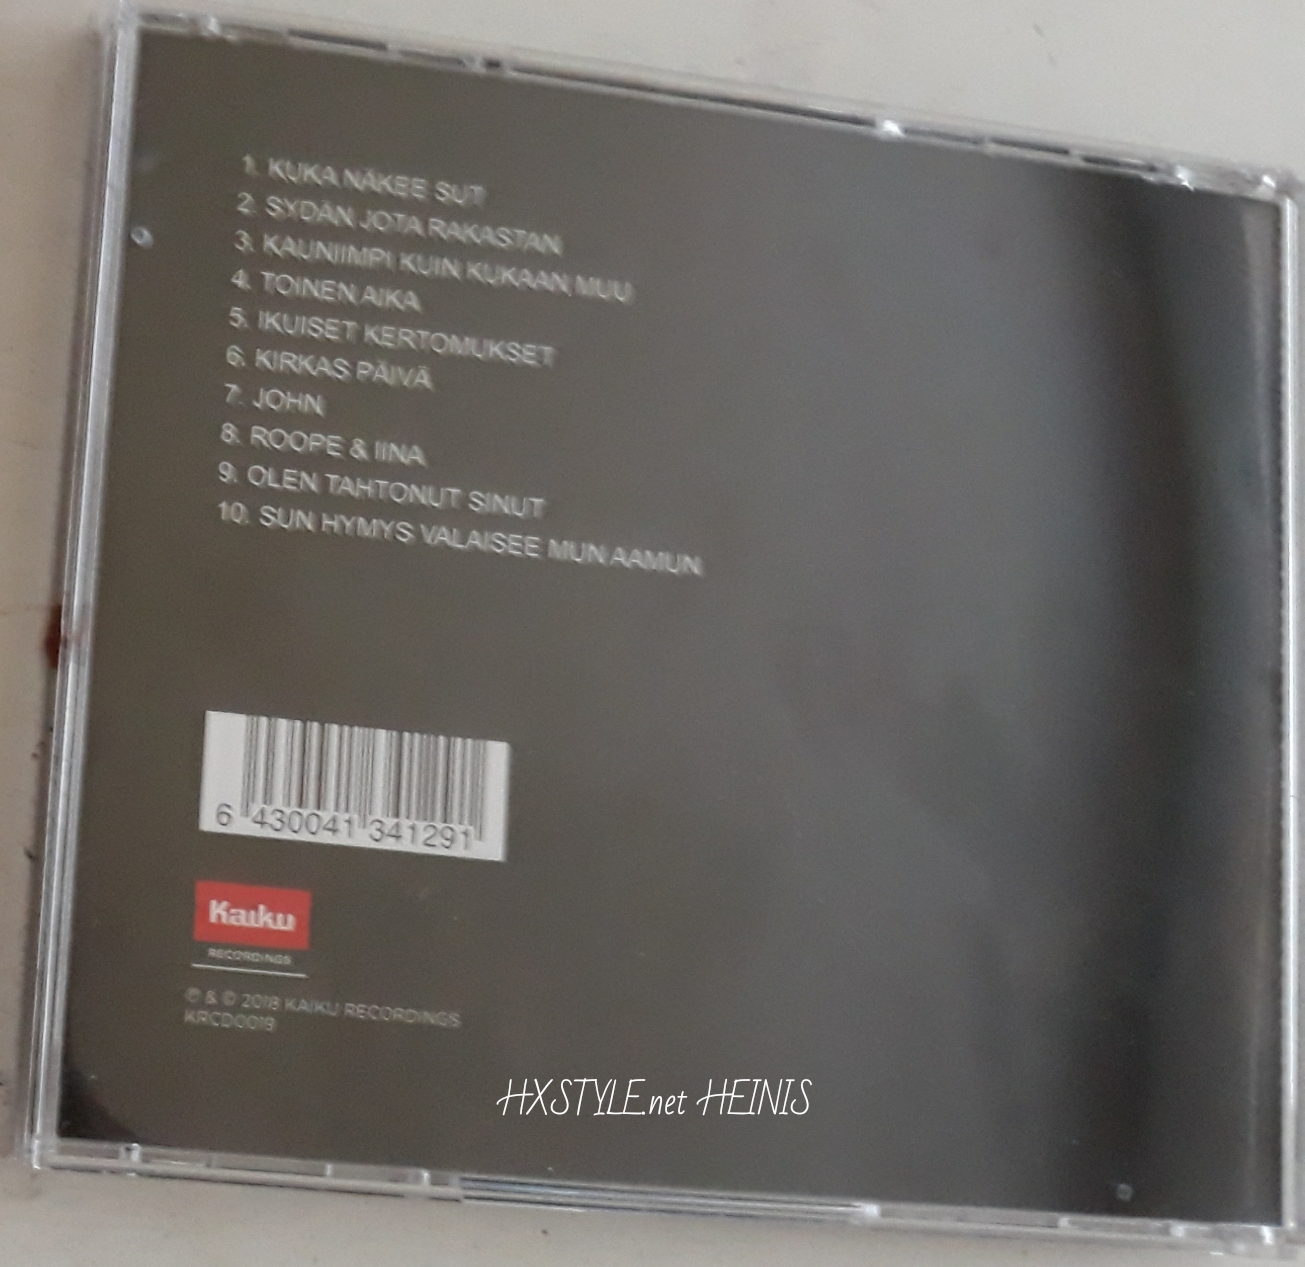 1. KUKA NÄKEE SUT
2. SYDÄN JOTA RAKASTAN
3. KAUNIIMPI KUIN KUKAAN MUU
4. TOINEN AIKA
5. IKUISET KERTOMUKSET
6. KIRKAS PÄIVÄ
7. JOHN
8. ROOPE & IINA
9. OLEN TAHTONUT SINUT
10. SUN HYMYS VALAISEE MUN AAMUN
6 430041 341291
Kaiku
RECORDINGS
℗ & © 2018 KAIKU RECORDINGS
KRCD0019
HXSTYLE.net HEINIS